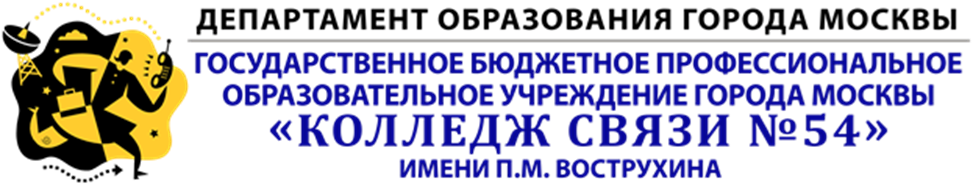 ДЕПАРТАМЕНТ ОБРАЗОВАНИЯ ГОРОДА МОСКВЫ
ГОСУДАРСТВЕННОЕ БЮДЖЕТНОЕ ПРОФЕССИОНАЛЬНОЕ
ОБРАЗОВАТЕЛЬНОЕ УЧРЕЖДЕНИЕ ГОРОДА МОСКВЫ
«КОЛЛЕДЖ СВЯЗИ №54»
ИМЕНИ П.М. ВОСТРУХИНА